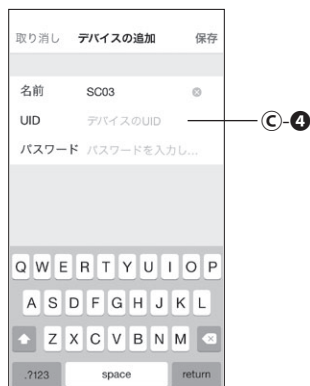 取り消し デバイスの追加 保存
名前 SC03
UID デバイスのUID
Ⓒ-❹
パスワード パスワードを入力し...
Q W E R T Y U I O P
A S D F G H J K L
Z X C V B N M
.?123 space return